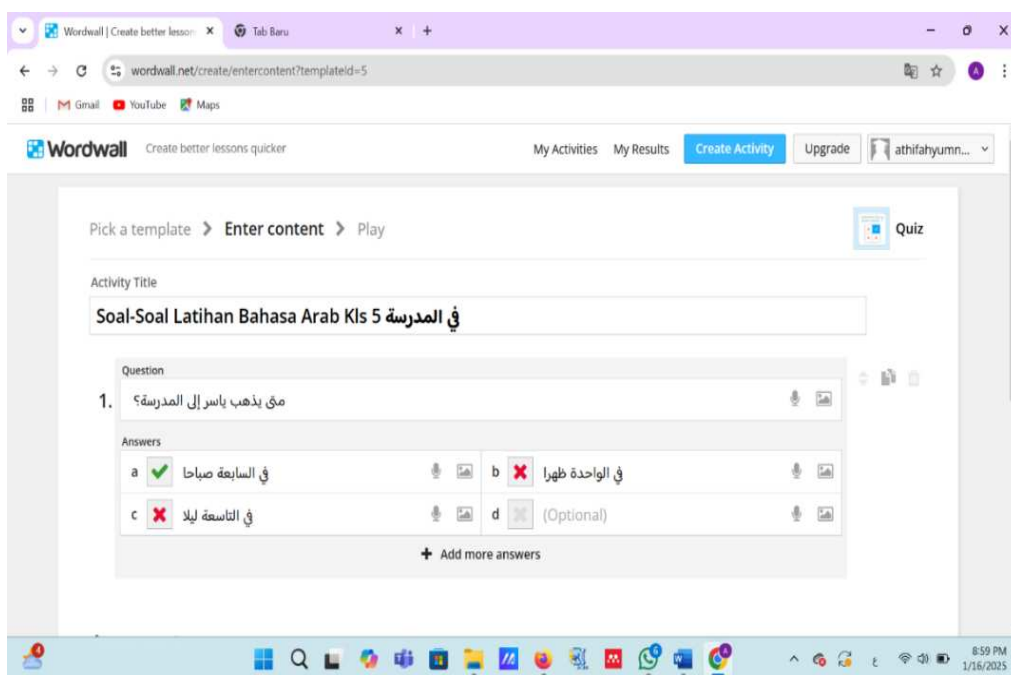 Wordwall | Create better lesson
Tab Baru
wordwall.net/create/entercontent?templateId=5
A
Gmail YouTube Maps
Wordwall Create better lessons quicker My Activities My Results Create Activity Upgrade athifahyumn...
Pick a template Enter content Play Quiz
Activity Title
Soal-Soal Latihan Bahasa Arab Kls 5 في المدرسة
Question
1. متى يذهب ياسر إلى المدرسة؟
Answers
a في السابعة صباحا b في الواحدة ظهرا
c في التاسعة ليلا d (Optional)
+ Add more answers
8:59 PM
1/16/2025